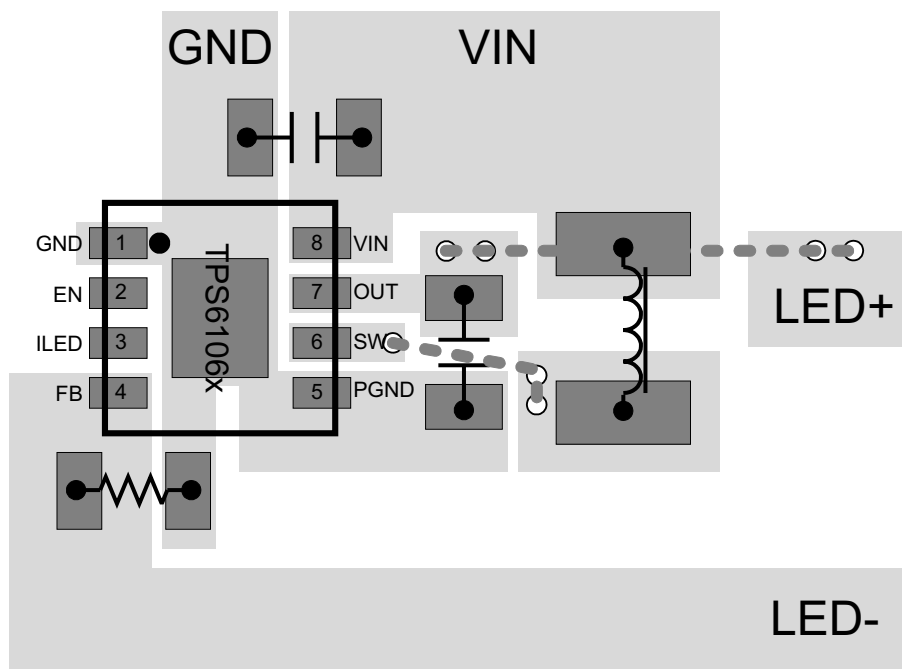 GND
VIN
GND 1
8 VIN
EN 2
7 OUT
ILED 3
6 SW
FB 4
5 PGND
TPS6106x
LED+
LED-